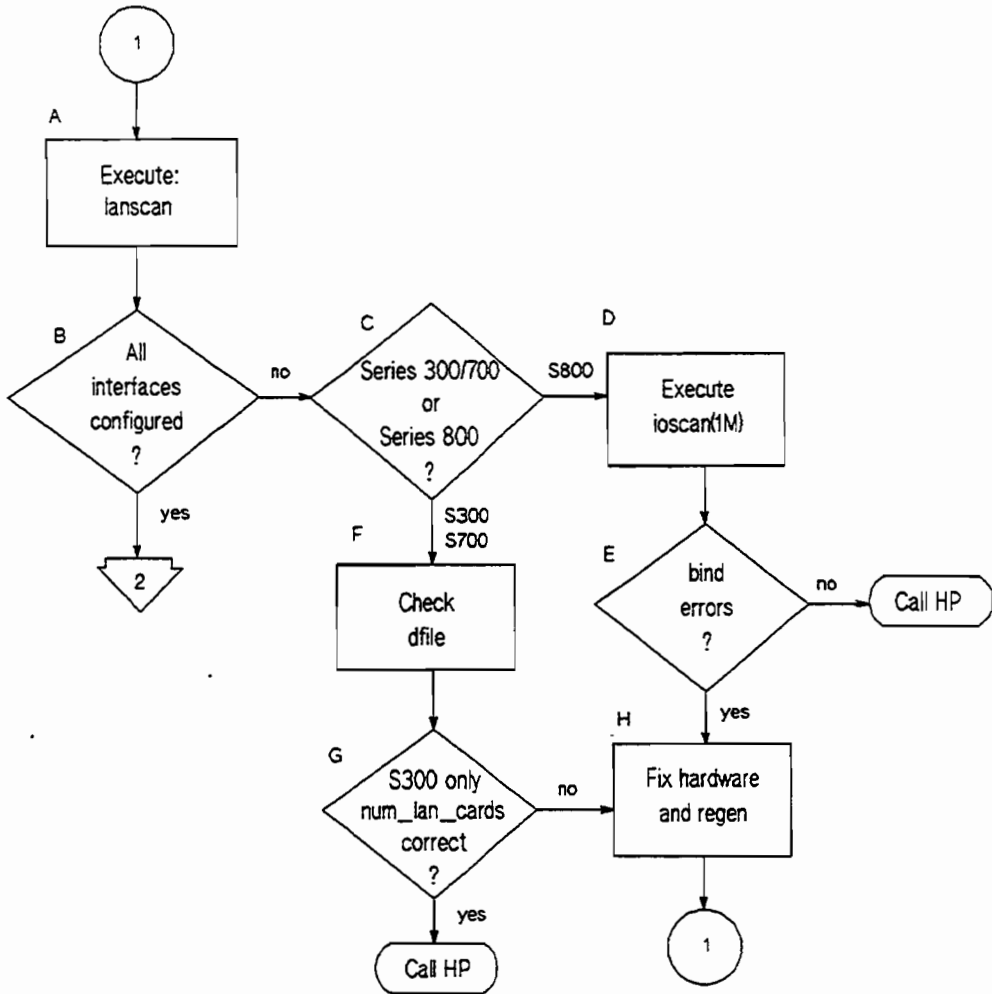 1
A
Execute:
lanscan
B
All
interfaces
configured
?
no
yes
2
C
Series 300/700
or
Series 800
?
S800
S300
S700
D
Execute
ioscan(1M)
E
bind
errors
?
no
Call HP
yes
F
Check
dfile
G
S300 only
num_lan_cards
correct
?
no
yes
Call HP
H
Fix hardware
and regen
1